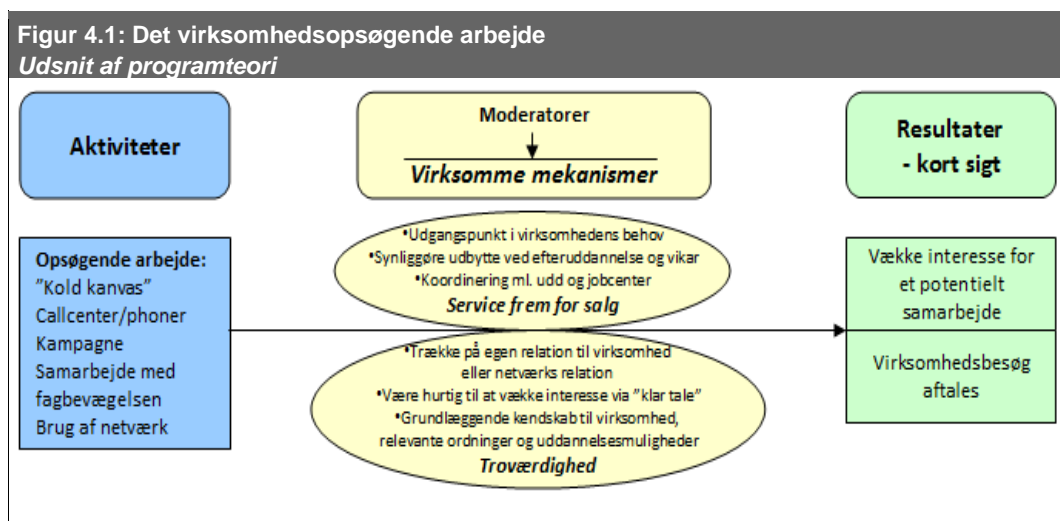 Figur 4.1: Det virksomhedsopsøgende arbejde
Udsnit af programteori
Aktiviteter
Moderatorer
Virksomme mekanismer
Resultater
- kort sigt
Opsøgende arbejde:
”Kold kanvas”
Callcenter/phoner
Kampagne
Samarbejde med
fagbevægelsen
Brug af netværk
•Udgangspunkt i virksomhedens behov
•Synliggøre udbytte ved efteruddannelse og vikar
•Koordinering ml. udd og jobcenter
Service frem for salg
•Trække på egen relation til virksomhed
eller netværks relation
•Være hurtig til at vække interesse via ”klar tale”
•Grundlæggende kendskab til virksomhed,
relevante ordninger og uddannelsesmuligheder
Troværdighed
Vække interesse for
et potentielt
samarbejde
Virksomhedsbesøg
aftales